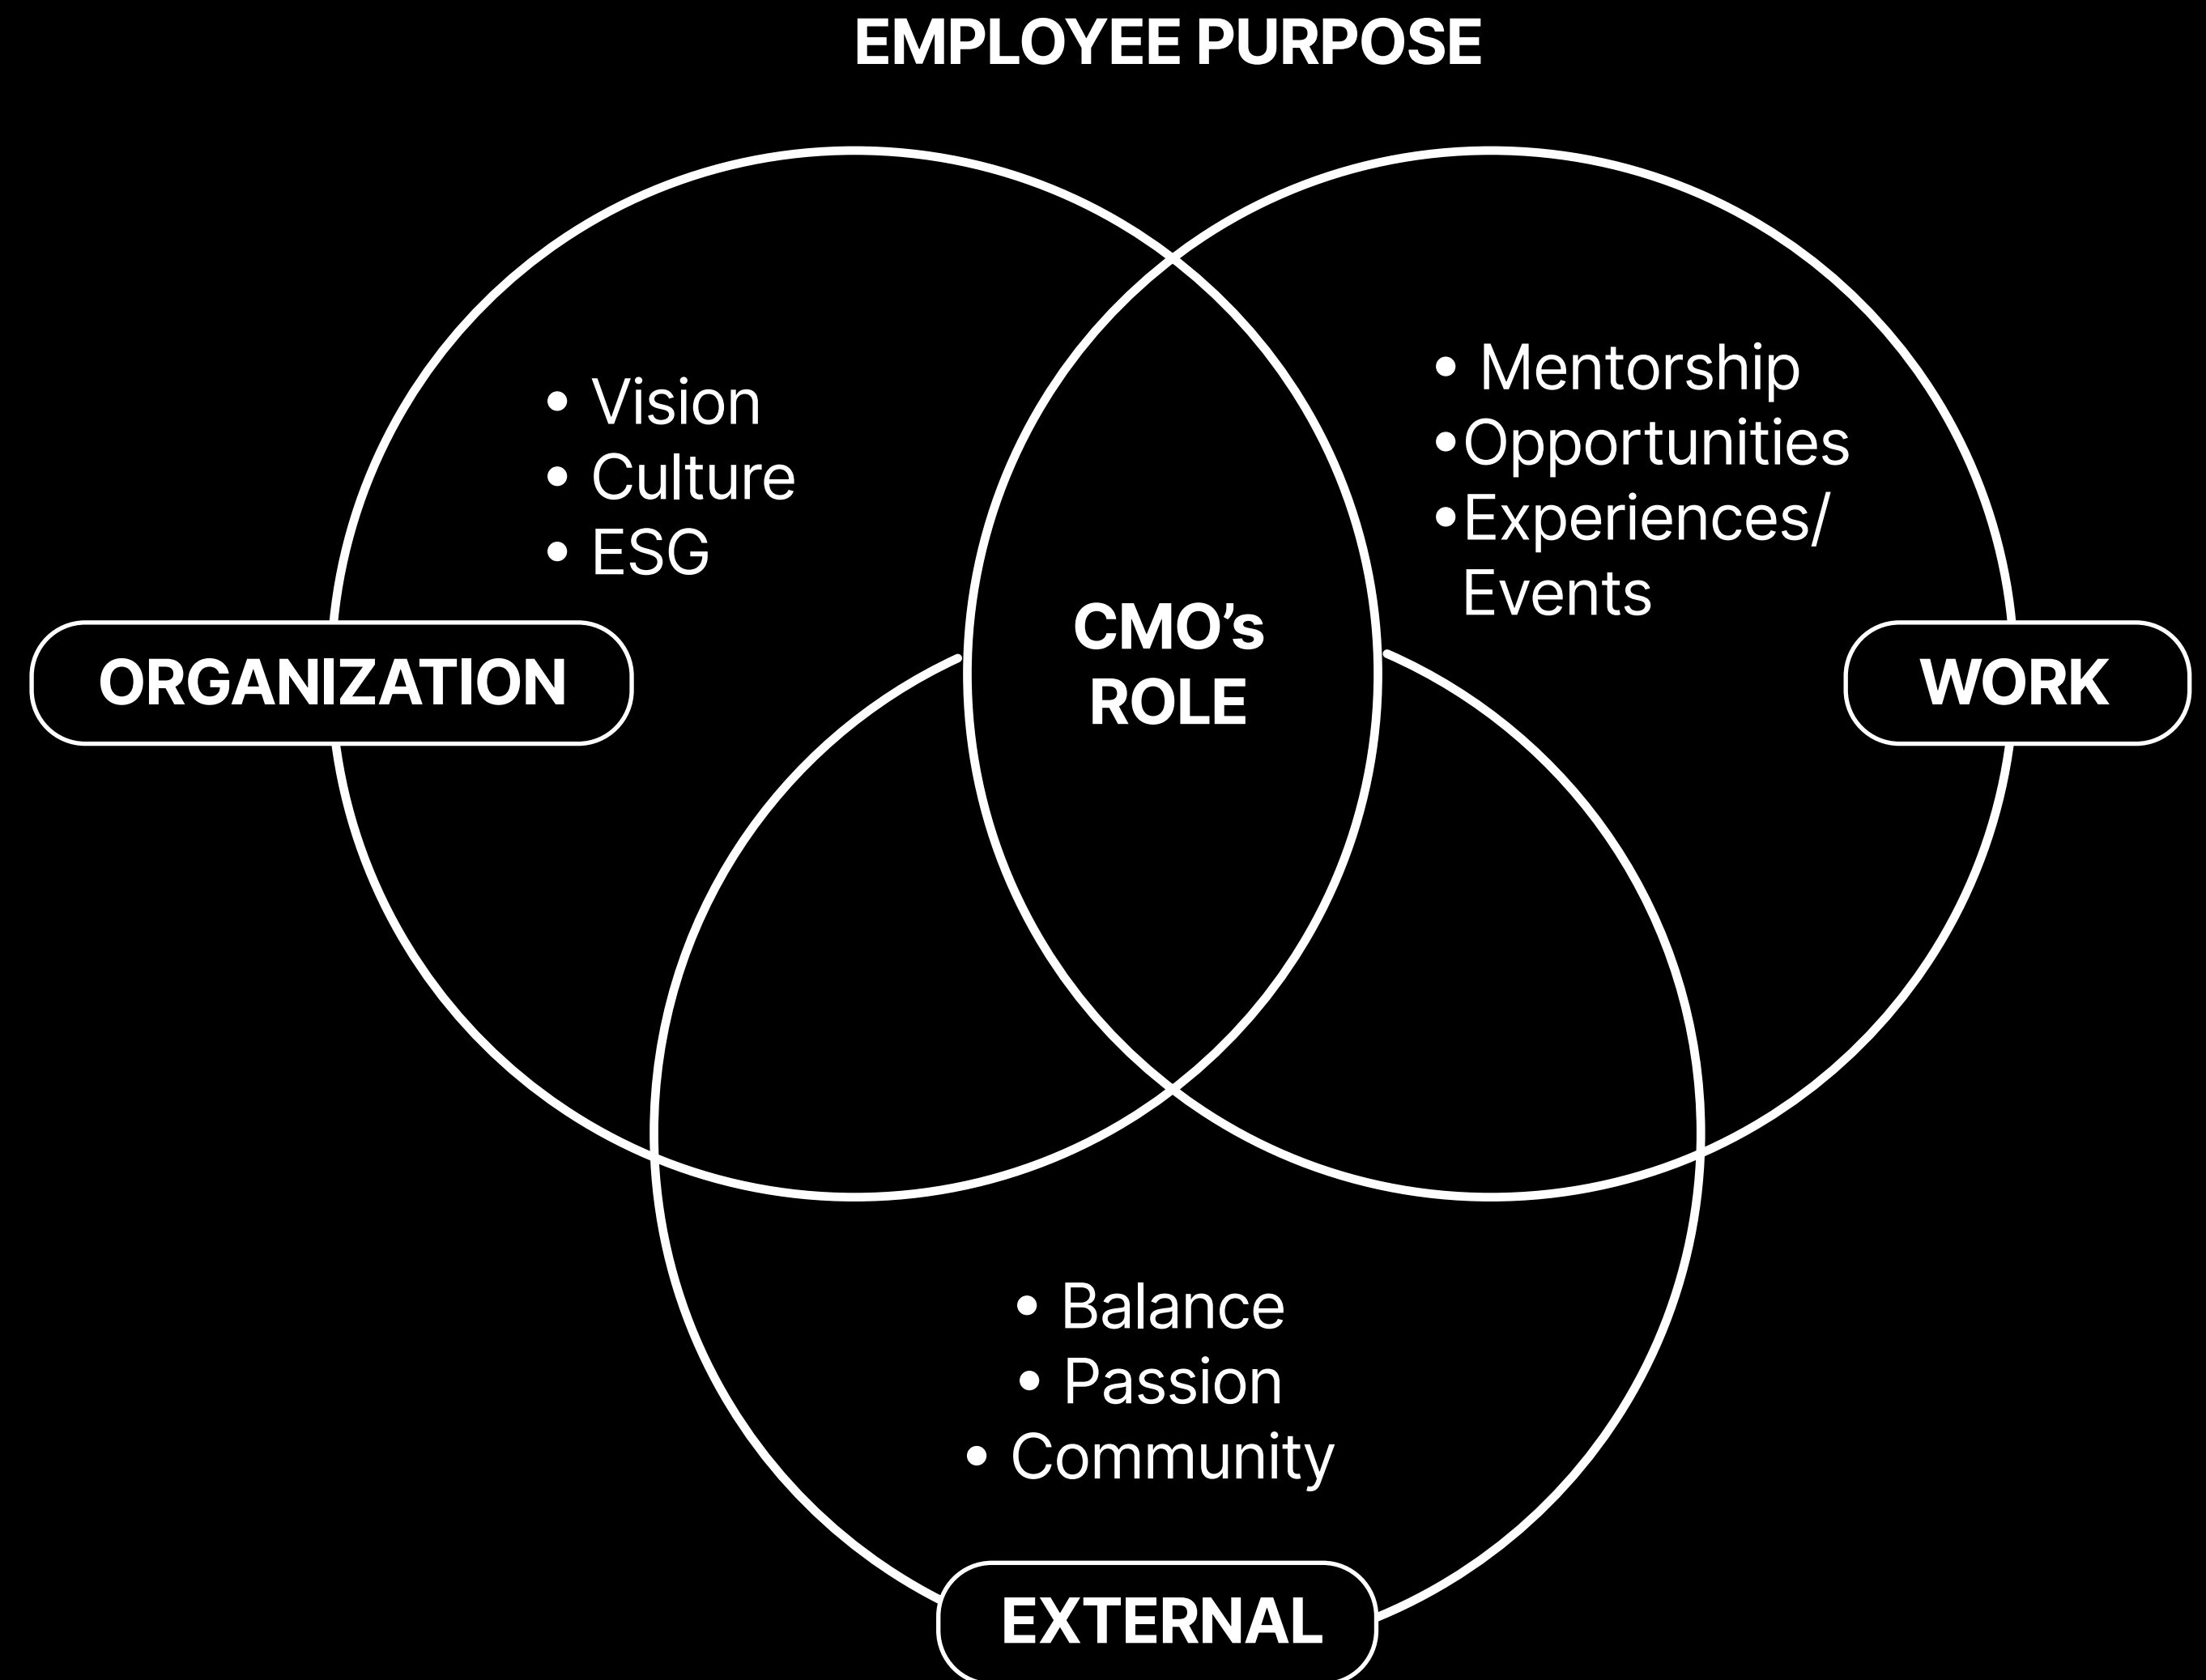 EMPLOYEE PURPOSE
• Vision
• Culture
• ESG
• Mentorship
• Opportunities
• Experiences/
Events
CMO's
ROLE
ORGANIZATION
WORK
• Balance
• Passion
• Community
EXTERNAL